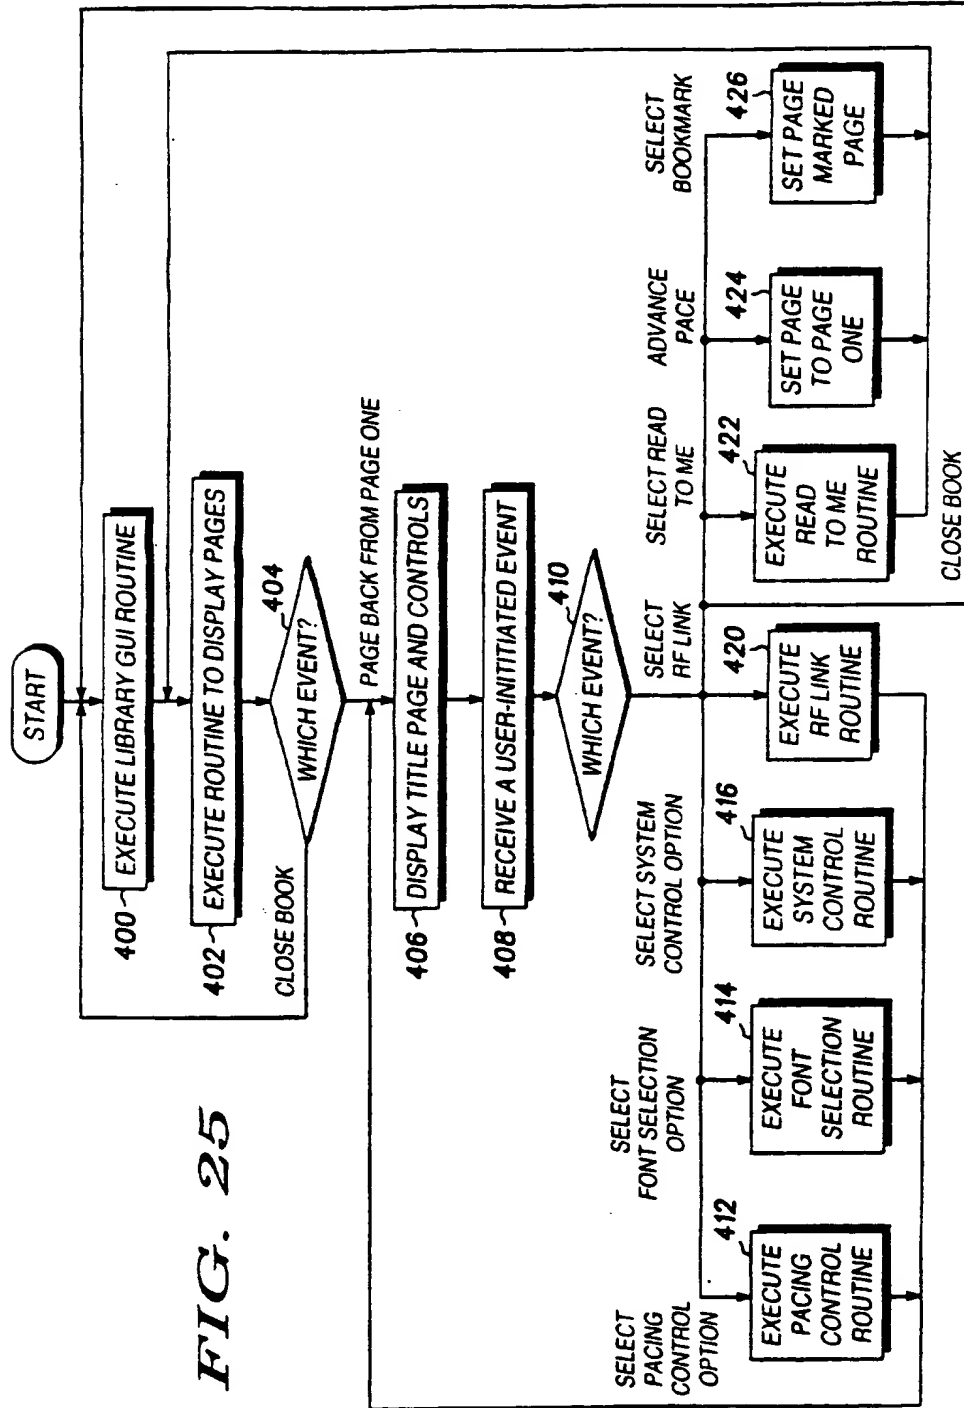 FIG. 25
START
400
EXECUTE LIBRARY GUI ROUTINE
402
EXECUTE ROUTINE TO DISPLAY PAGES
404
WHICH EVENT?
CLOSE BOOK
PAGE BACK FROM PAGE ONE
406
DISPLAY TITLE PAGE AND CONTROLS
408
RECEIVE A USER-INITITIATED EVENT
410
WHICH EVENT?
SELECT
PACING
CONTROL
OPTION
412
EXECUTE
PACING
CONTROL
ROUTINE
SELECT
FONT SELECTION
OPTION
414
EXECUTE
FONT
SELECTION
ROUTINE
SELECT SYSTEM
CONTROL OPTION
416
EXECUTE
SYSTEM
CONTROL
ROUTINE
SELECT
RF LINK
420
EXECUTE
RF LINK
ROUTINE
SELECT READ
TO ME
422
EXECUTE
READ
TO ME
ROUTINE
ADVANCE
PACE
424
SET PAGE
TO PAGE
ONE
SELECT
BOOKMARK
426
SET PAGE
MARKED
PAGE
CLOSE BOOK